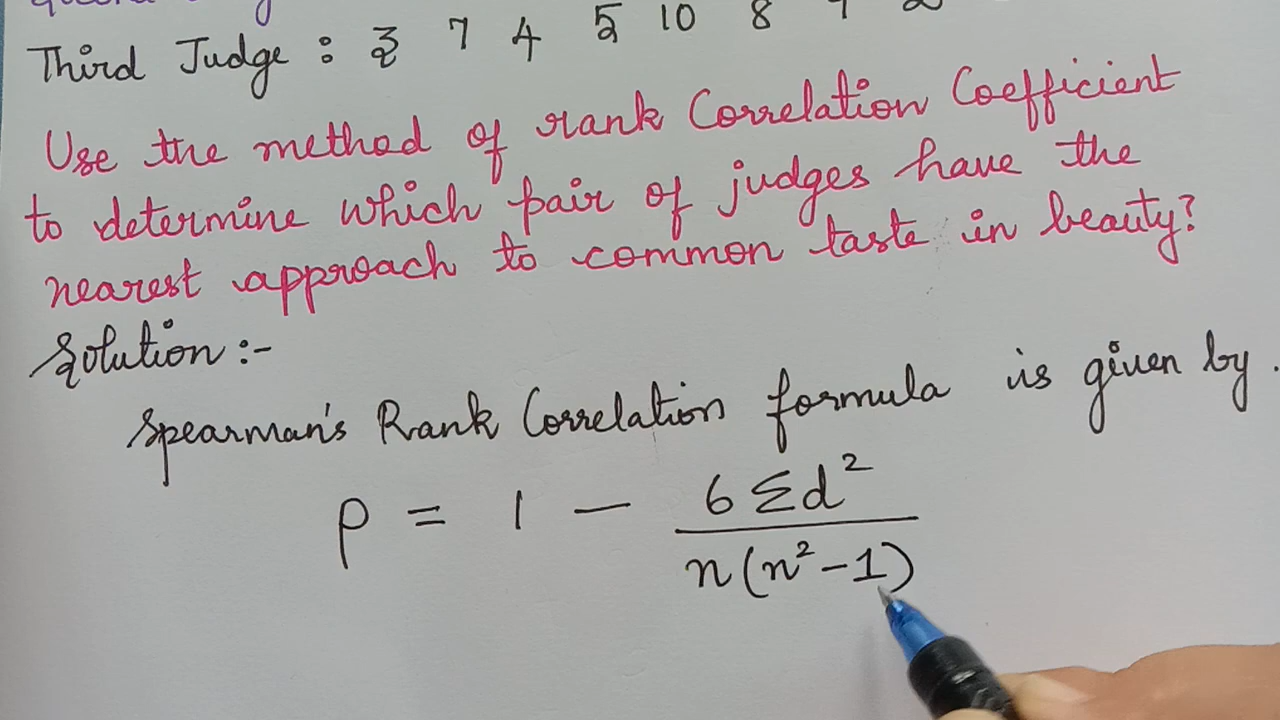 Third Judge : 3 7 4 5 10 8
Use the method of rank Correlation Coefficient
to determine which pair of judges have the
nearest approach to common taste in beauty?
Solution :-
Spearman's Rank Correlation formula is given by .
ρ = 1 - 6 Σd² / n(n²-1)